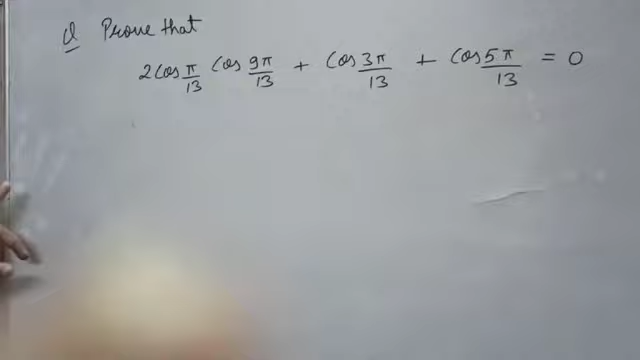 Q Prove that
2 cos π/13 cos 9π/13 + cos 3π/13 + cos 5π/13 = 0